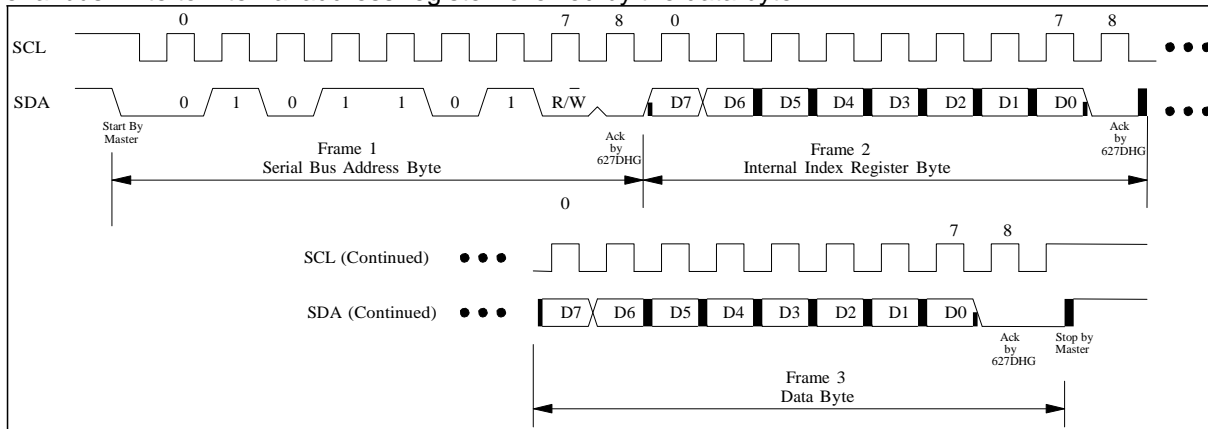 0 7 8 0 7 8
SCL
SDA 0 1 0 1 1 0 1 R/W D7 D6 D5 D4 D3 D2 D1 D0
Start By
Master
Ack
by
627DHG
Ack
by
627DHG
Frame 1
Serial Bus Address Byte
Frame 2
Internal Index Register Byte
0
7 8
SCL (Continued)
SDA (Continued) D7 D6 D5 D4 D3 D2 D1 D0
Ack
by
627DHG
Stop by
Master
Frame 3
Data Byte